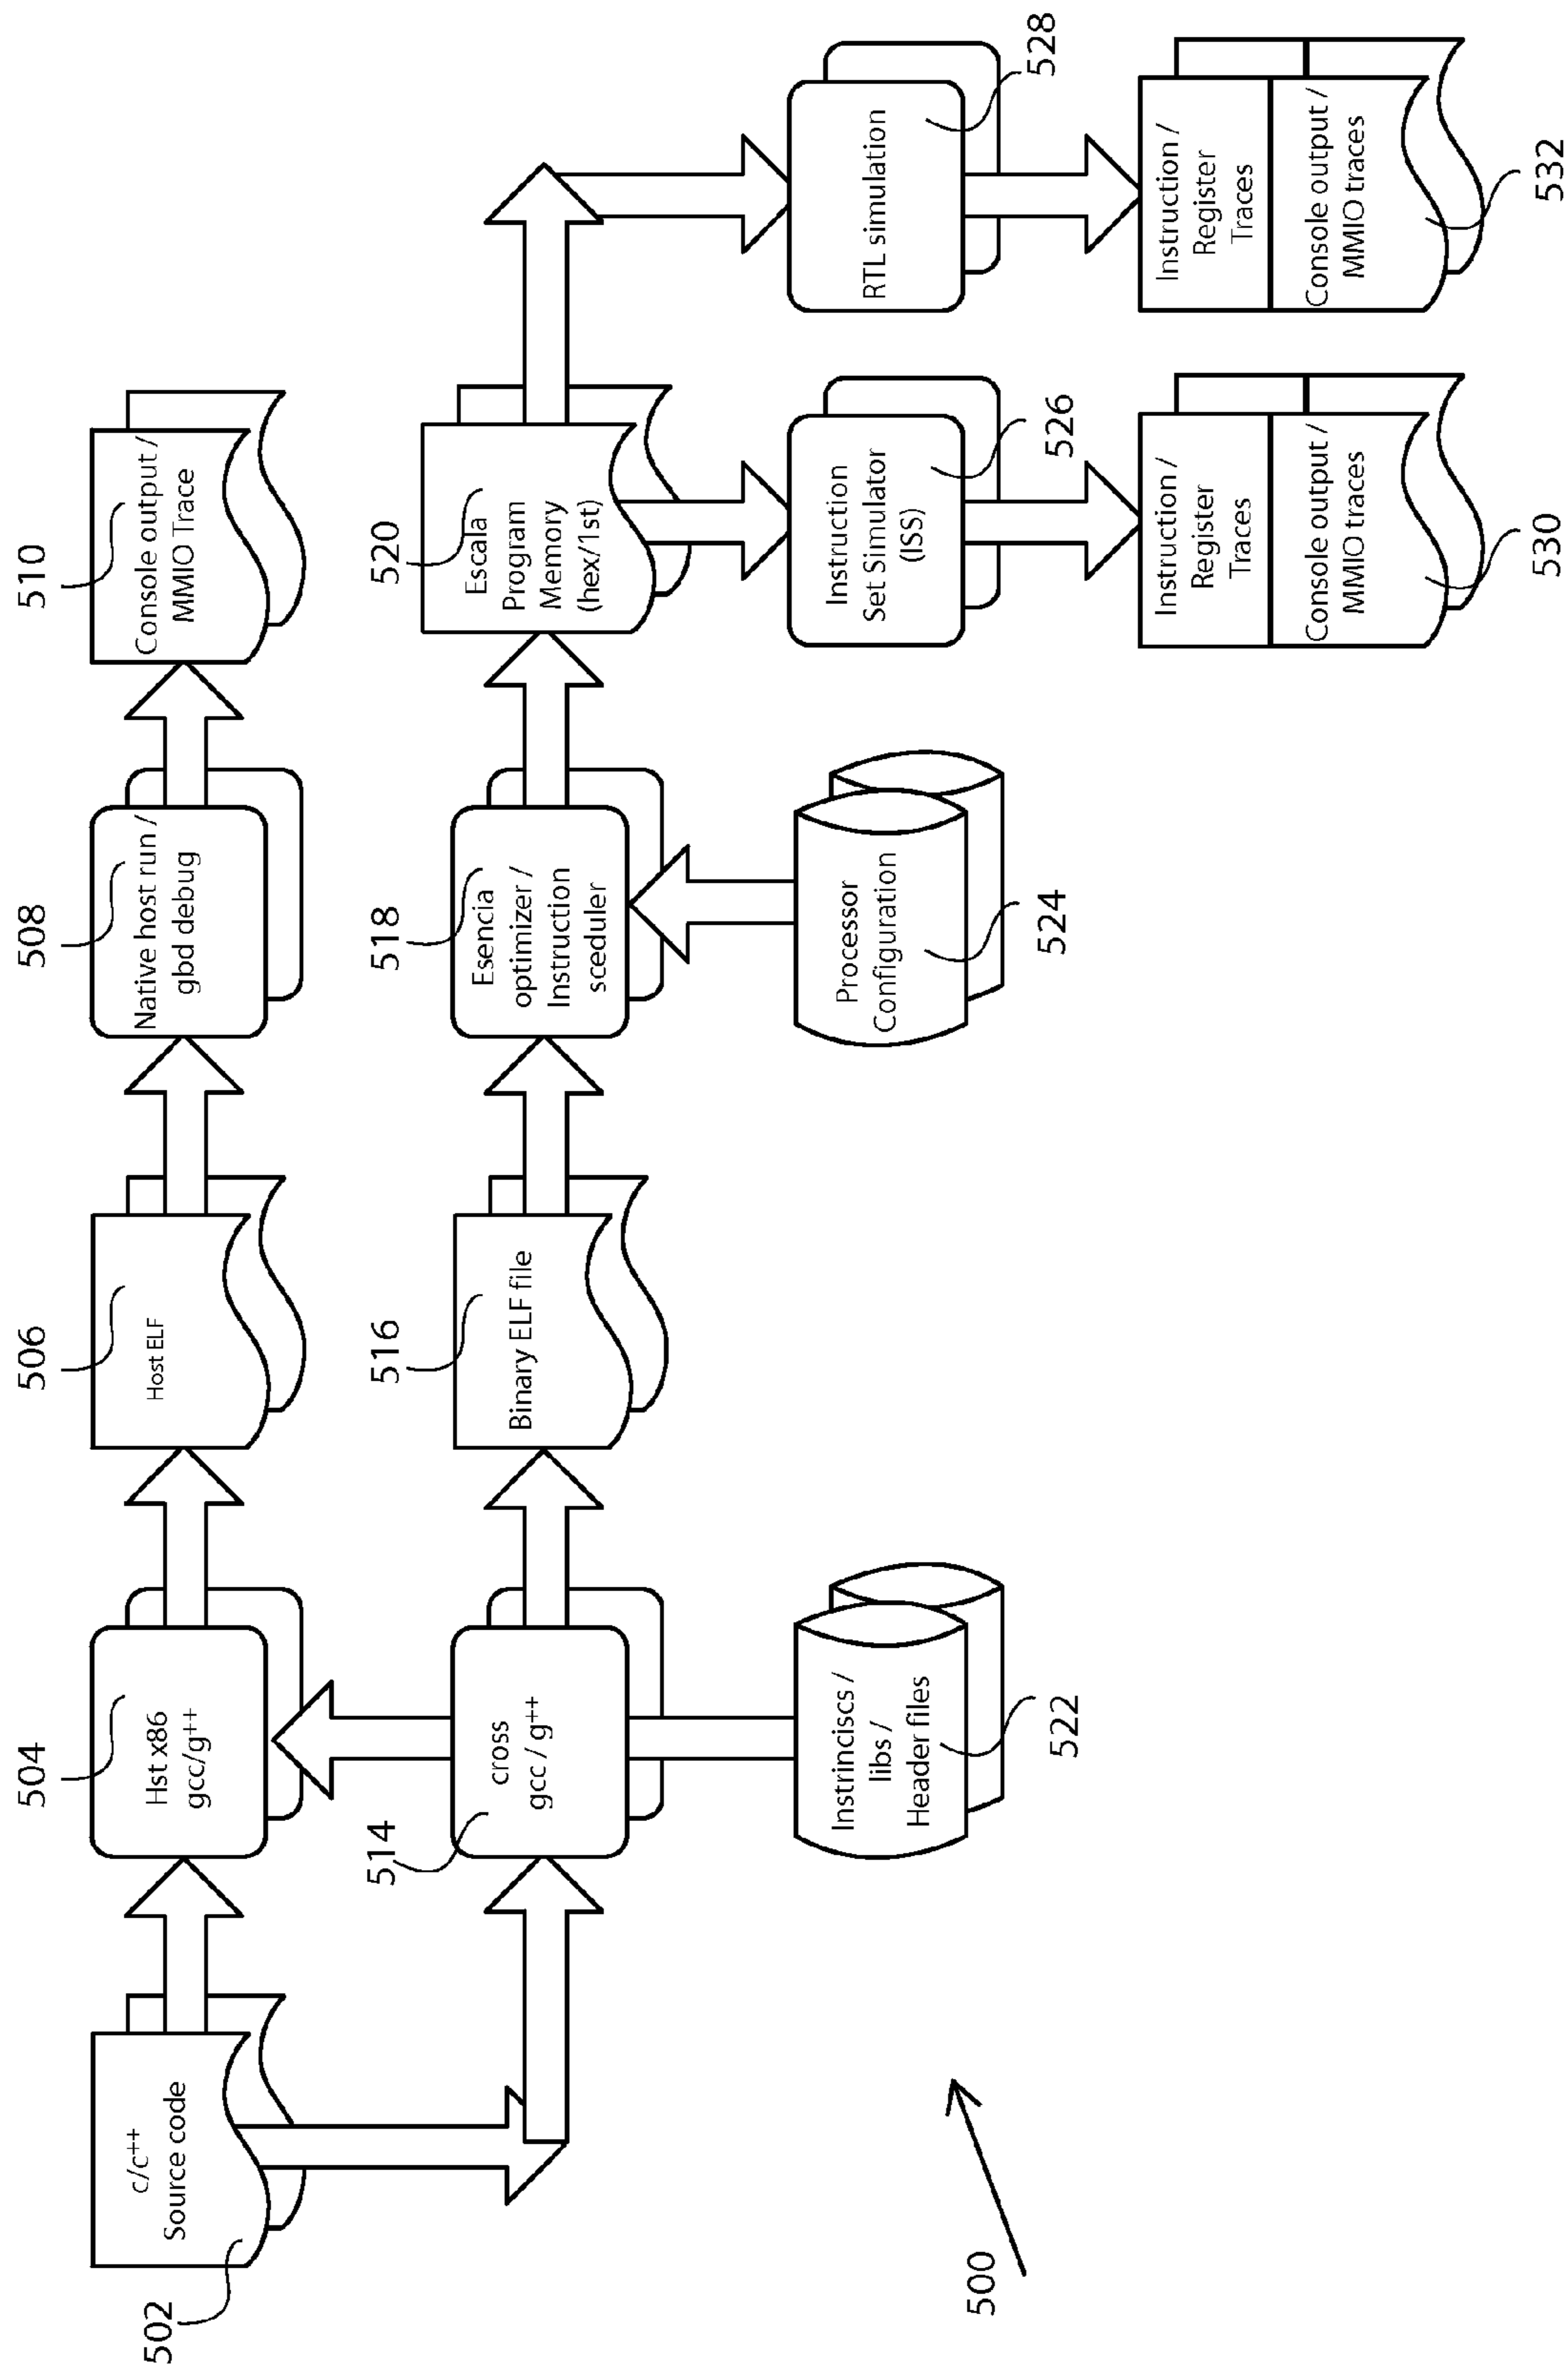 502
c/c++
Source code
504
Hst x86
gcc/g++
506
Host ELF
508
Native host run /
gbd debug
510
Console output /
MMIO Trace
514
cross
gcc / g++
516
Binary ELF file
518
Esencia
optimizer /
Instruction
sceduler
520
Escala
Program
Memory
(hex/1st)
522
Instrinciscs /
libs /
Header files
524
Processor
Configuration
526
Instruction
Set Simulator
(ISS)
528
RTL simulation
530
Instruction /
Register
Traces
Console output /
MMIO traces
532
Instruction /
Register
Traces
Console output /
MMIO traces
500